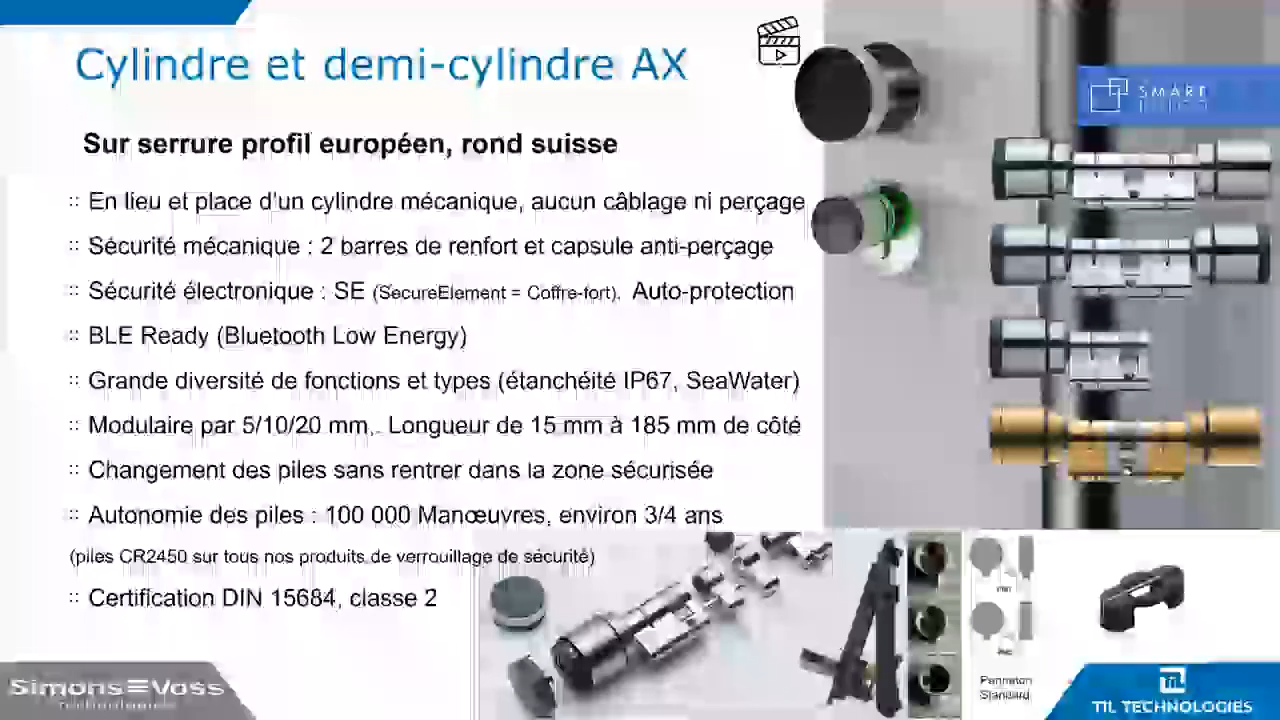 Cylindre et demi-cylindre AX
SMART
Sur serrure profil européen, rond suisse
:: En lieu et place d'un cylindre mécanique, aucun câblage ni perçage
:: Sécurité mécanique : 2 barres de renfort et capsule anti-perçage
:: Sécurité électronique : SE (SecureElement = Coffre-fort). Auto-protection
:: BLE Ready (Bluetooth Low Energy)
:: Grande diversité de fonctions et types (étanchéité IP67, SeaWater)
:: Modulaire par 5/10/20 mm,. Longueur de 15 mm à 185 mm de côté
:: Changement des piles sans rentrer dans la zone sécurisée
:: Autonomie des piles : 100 000 Manœuvres, environ 3/4 ans
(piles CR2450 sur tous nos produits de verrouillage de sécurité)
:: Certification DIN 15684, classe 2
Panneton
Standard
Simons≡Voss
technologies
TIL
TIL TECHNOLOGIES